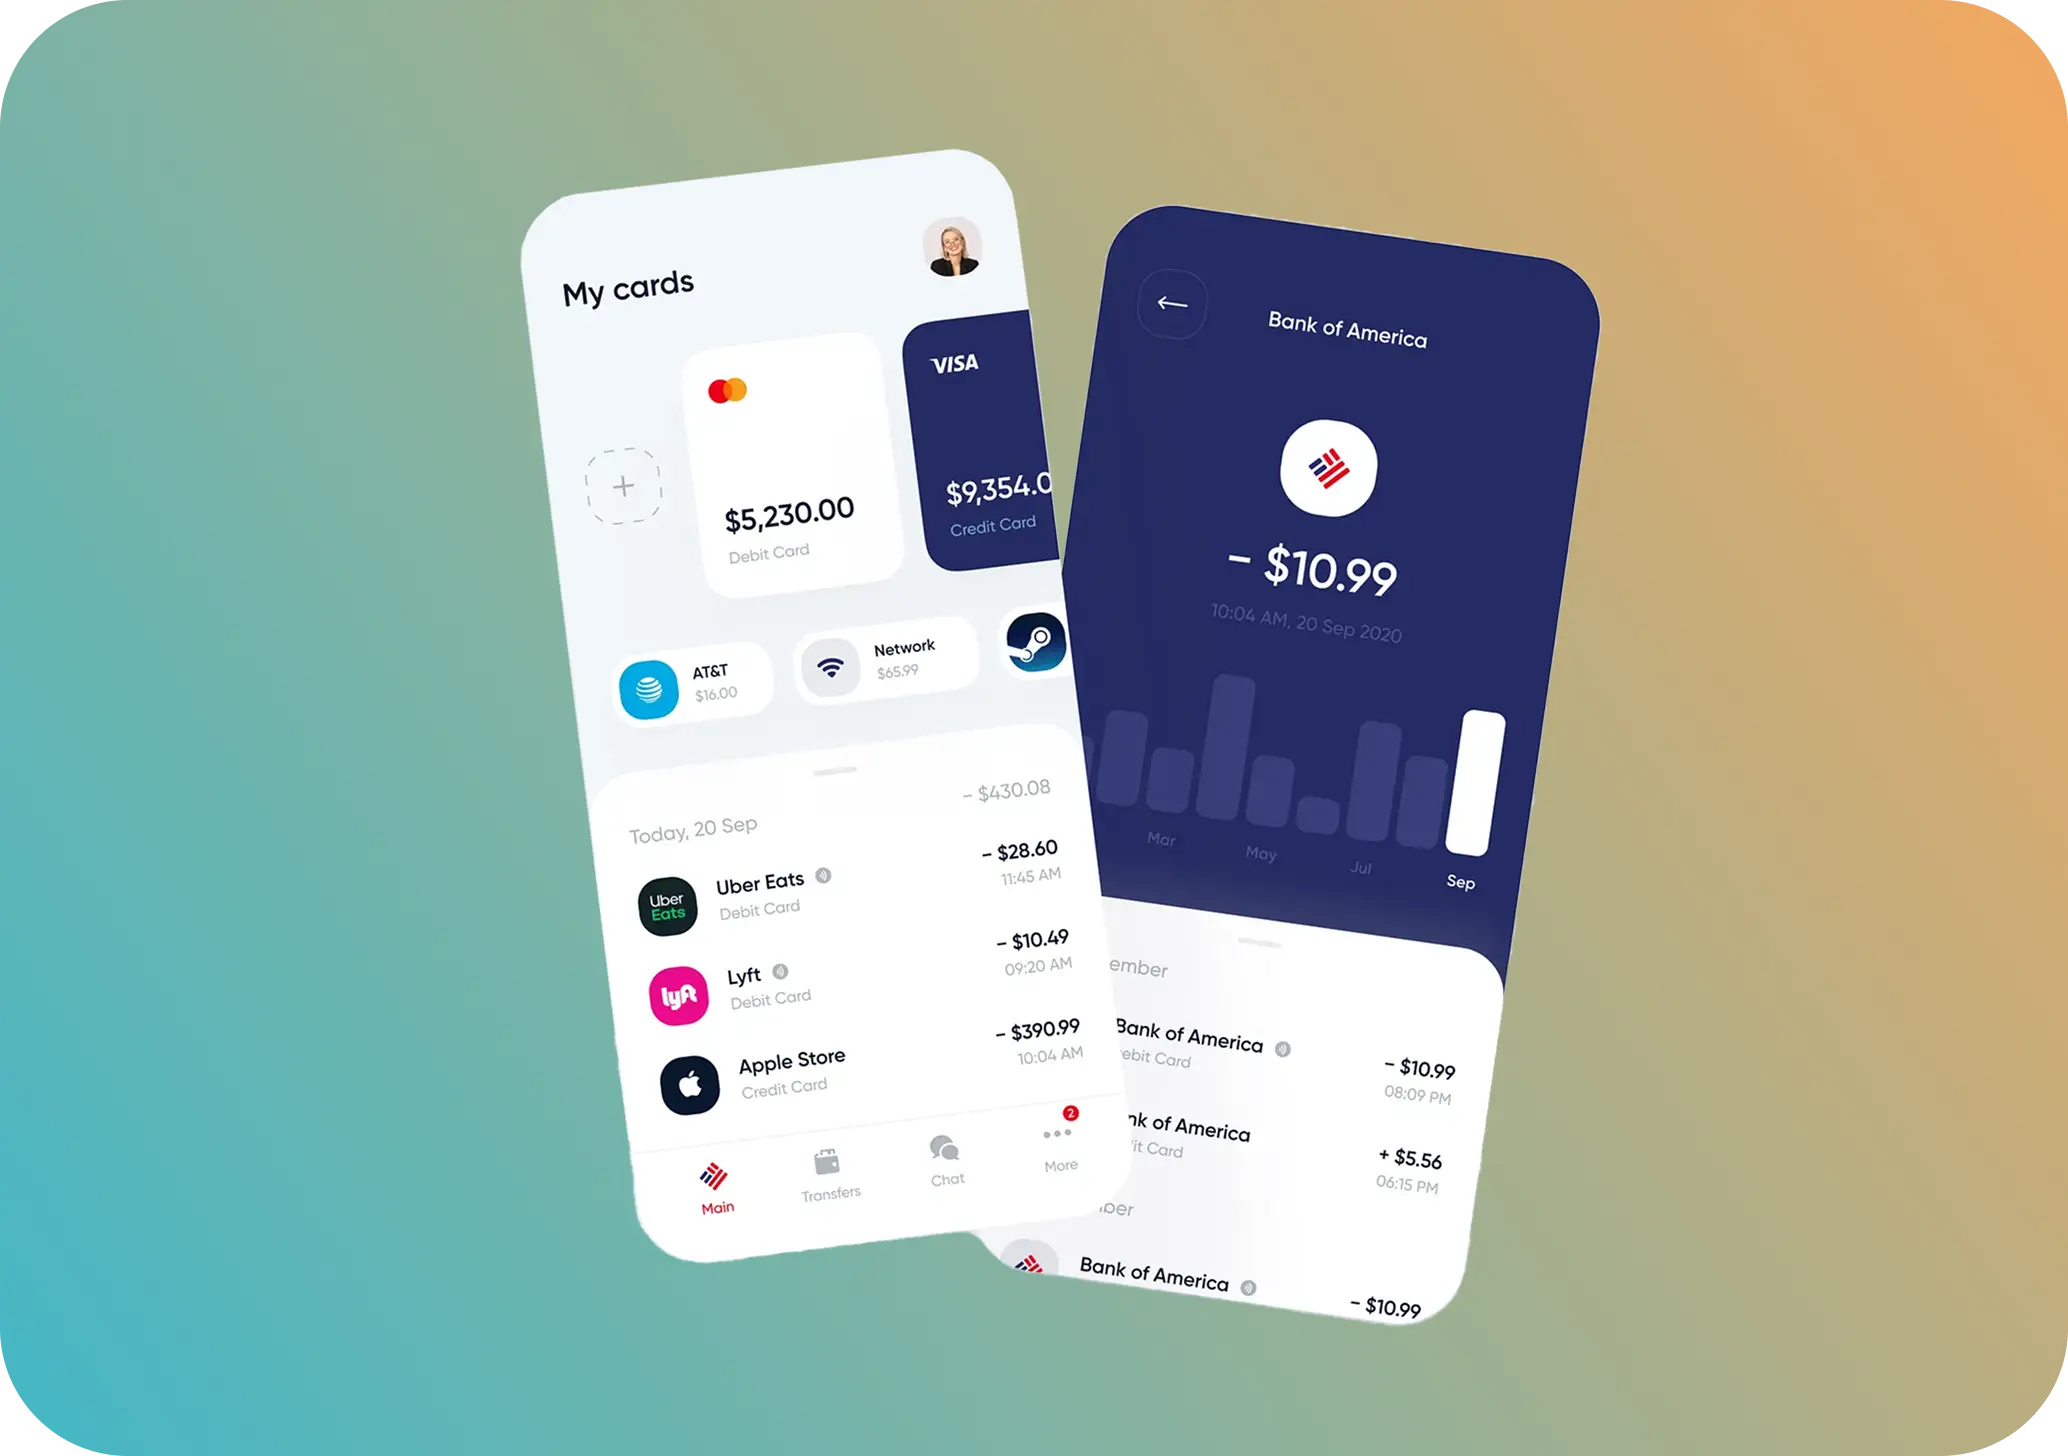 My cards
VISA
$5,230.00
Debit Card
$9,354.0
Credit Card
AT&T
$16.00
Network
$65.99
Today, 20 Sep
– $430.08
Uber
Eats
Uber Eats
– $28.60
Debit Card
11:45 AM
lyft
Lyft
– $10.49
Debit Card
09:20 AM
Apple Store
– $390.99
Credit Card
10:04 AM
2
Main
Transfers
Chat
More
Bank of America
– $10.99
10:04 AM, 20 Sep 2020
Mar
May
Jul
Sep
ember
Bank of America
– $10.99
ebit Card
08:09 PM
nk of America
+ $5.56
it Card
06:15 PM
ber
Bank of America
– $10.99